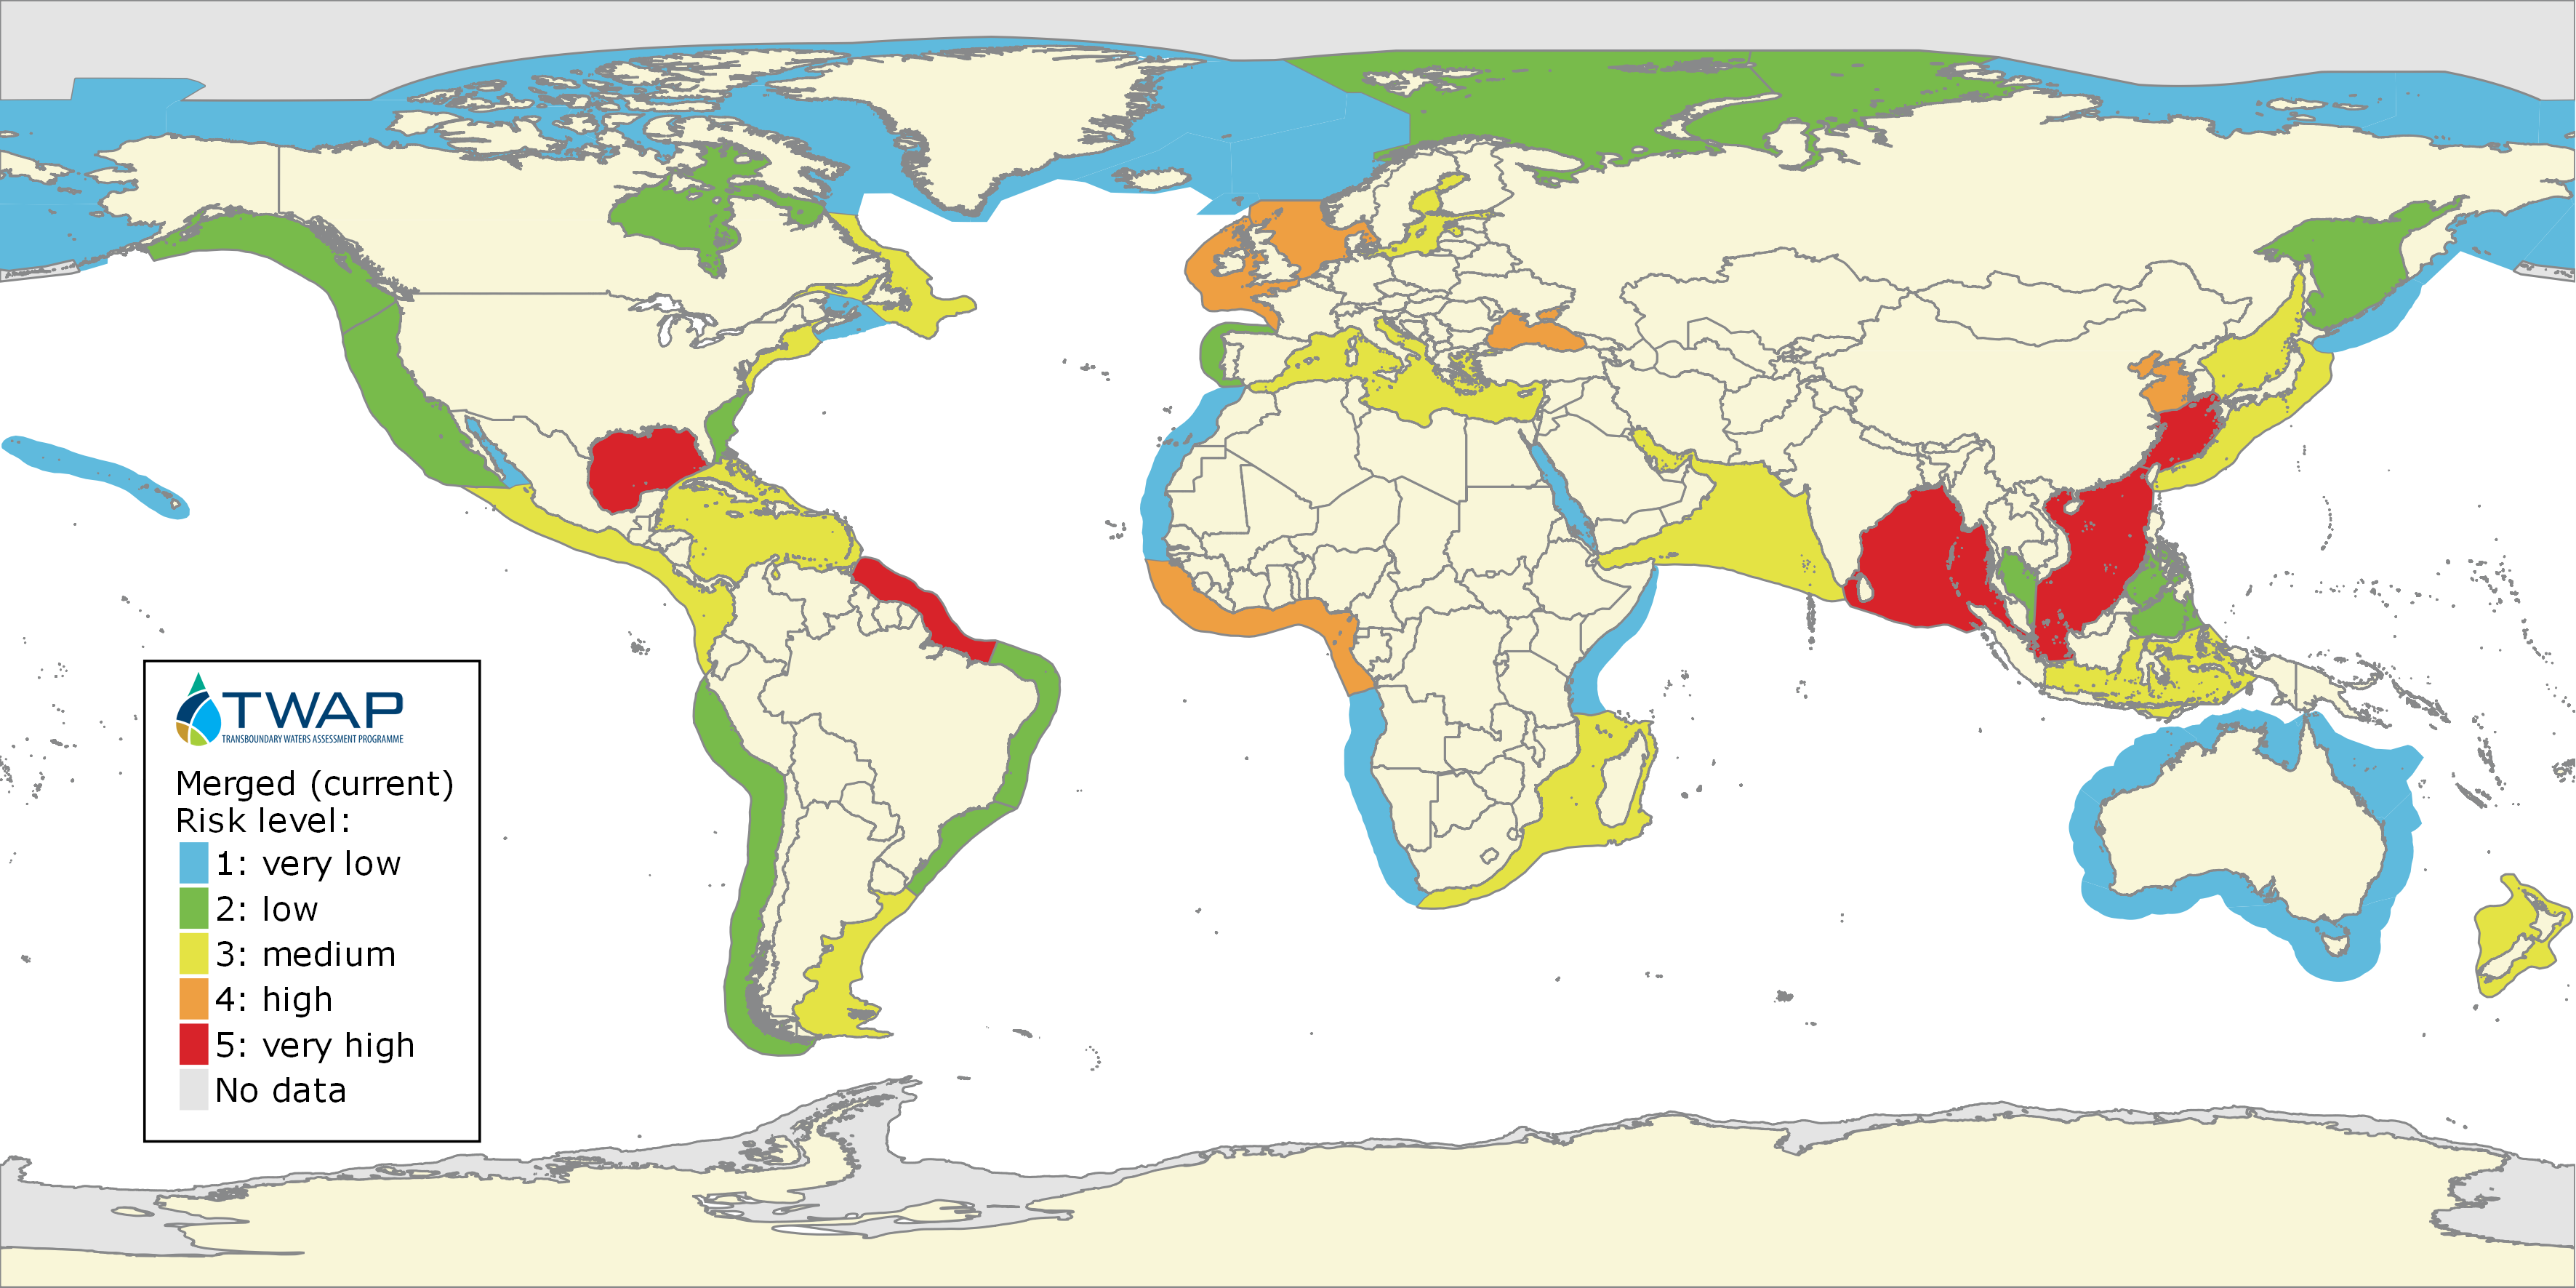 TWAP
TRANSBOUNDARY WATERS ASSESSMENT PROGRAMME
Merged (current)
Risk level:
1: very low
2: low
3: medium
4: high
5: very high
No data